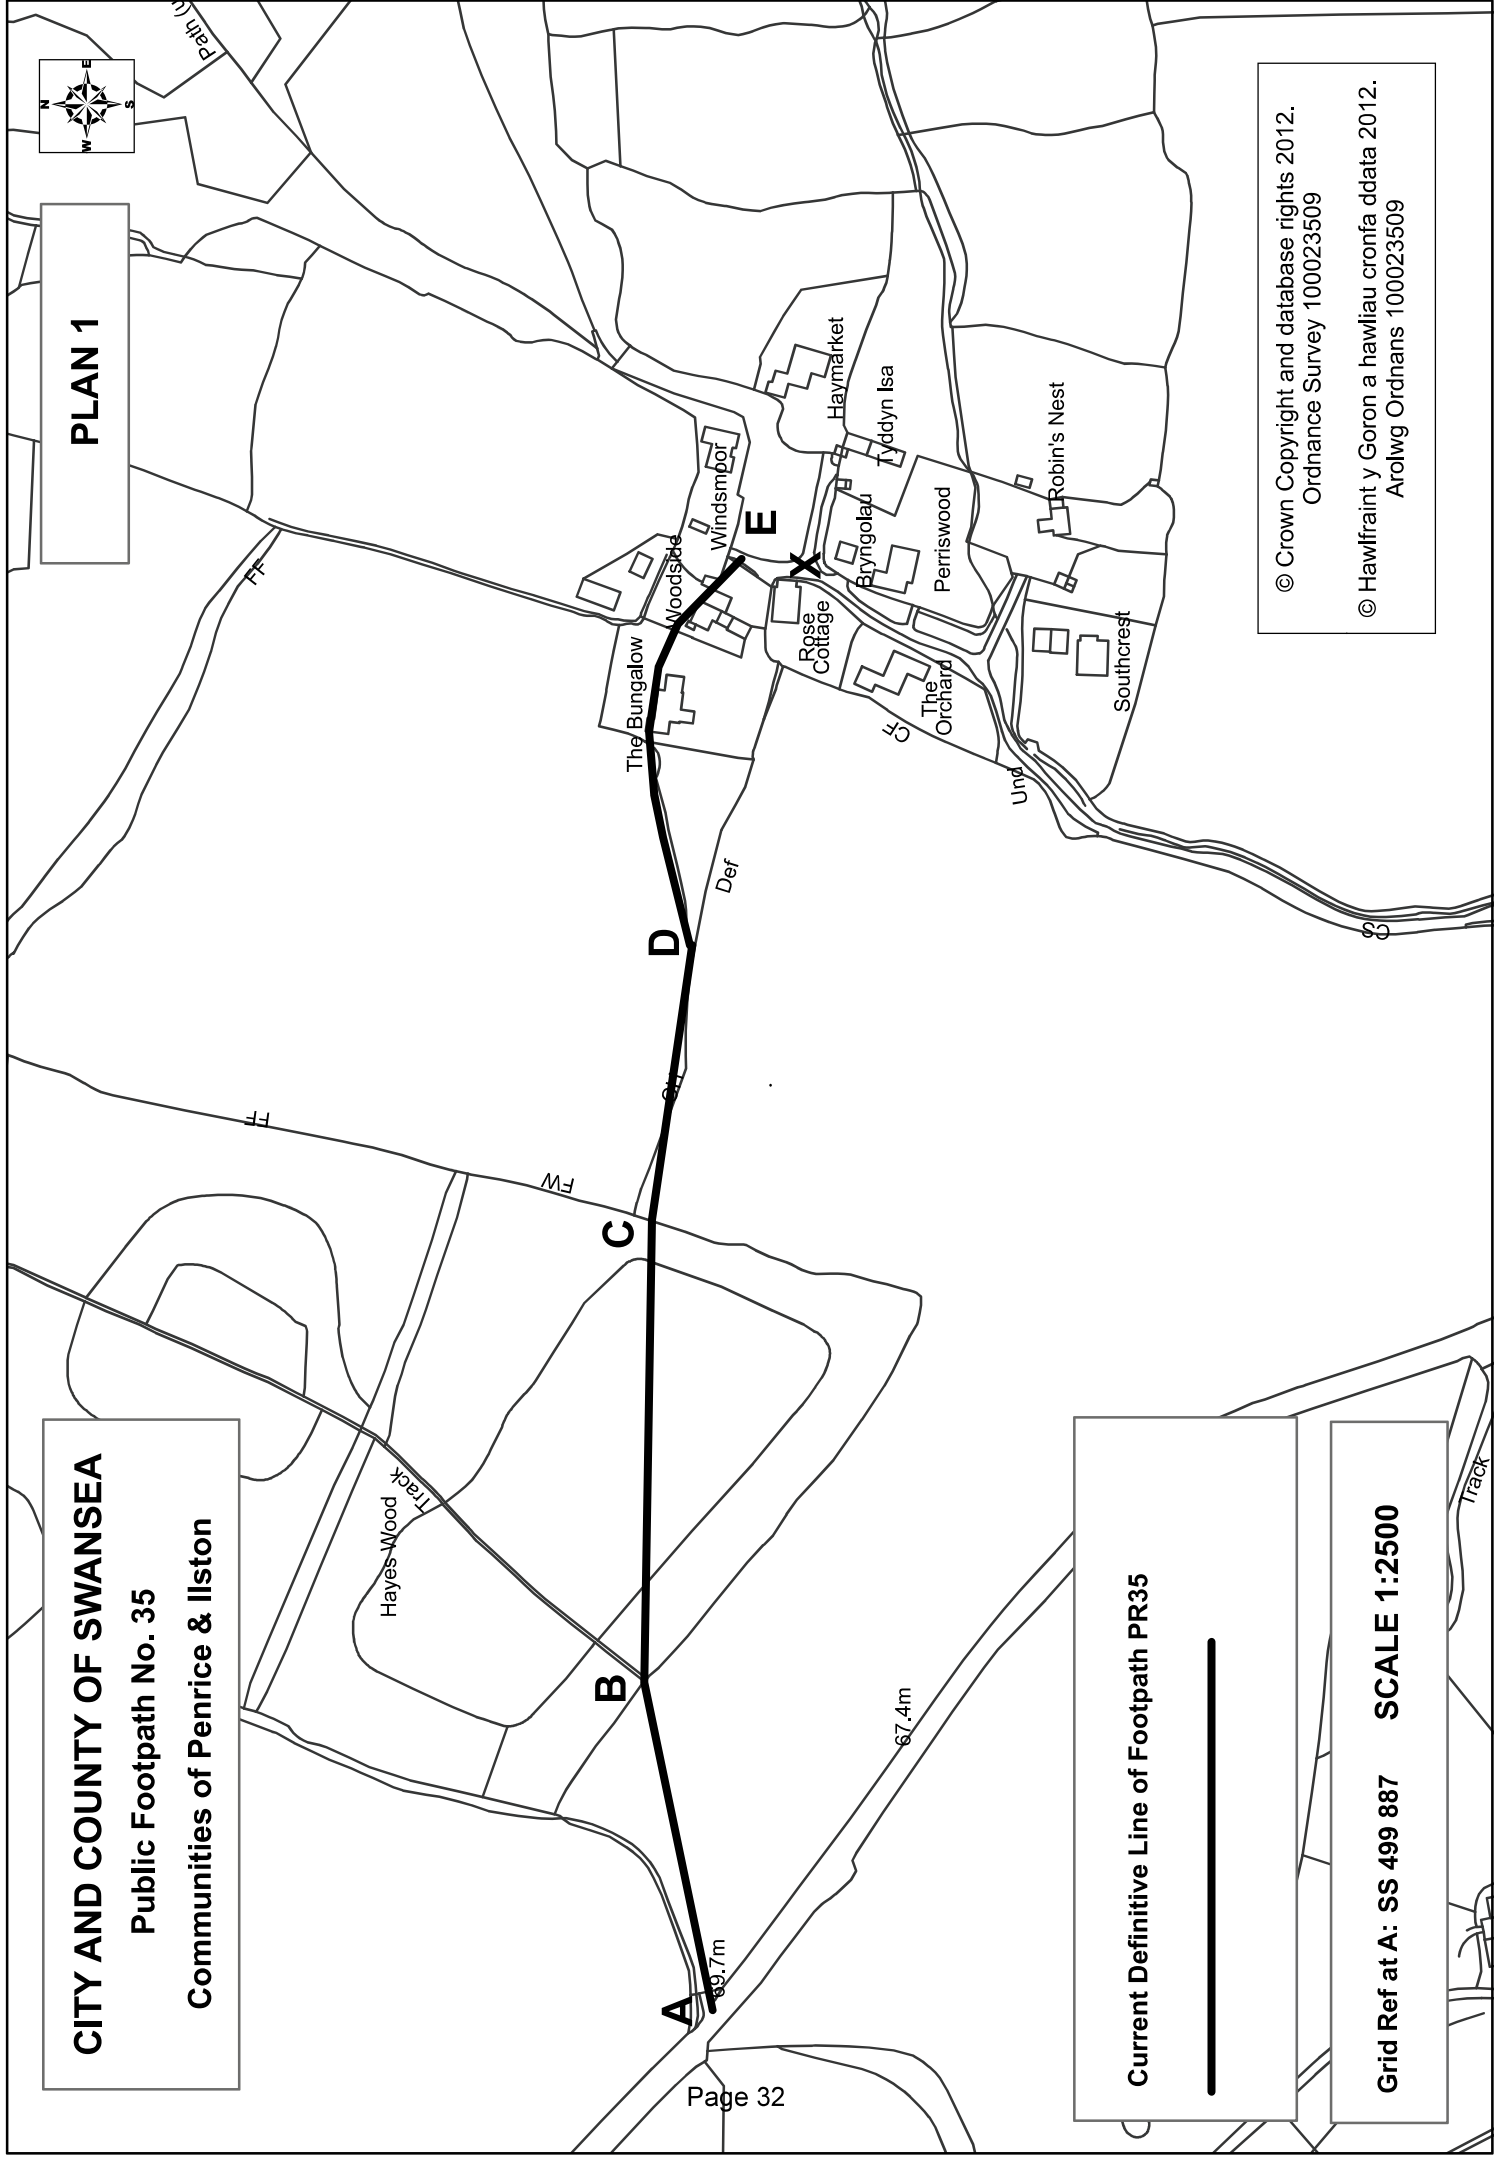 CITY AND COUNTY OF SWANSEA
Public Footpath No. 35
Communities of Penrice & Ilston
PLAN 1
N
W
E
S
Path
FF
FF
FW
Track
Hayes Wood
A
B
C
D
E
X
69.7m
67.4m
CH
Def
The Bungalow
Woodside
Windsmoor
Haymarket
Tyddyn Isa
Bryngolau
Perriswood
Robin's Nest
Rose
Cottage
The
Orchard
CF
Und
Southcrest
CS
Track
Current Definitive Line of Footpath PR35
Grid Ref at A: SS 499 887 SCALE 1:2500
© Crown Copyright and database rights 2012.
Ordnance Survey 100023509
© Hawlfraint y Goron a hawliau cronfa ddata 2012.
Arolwg Ordnans 100023509
Page 32